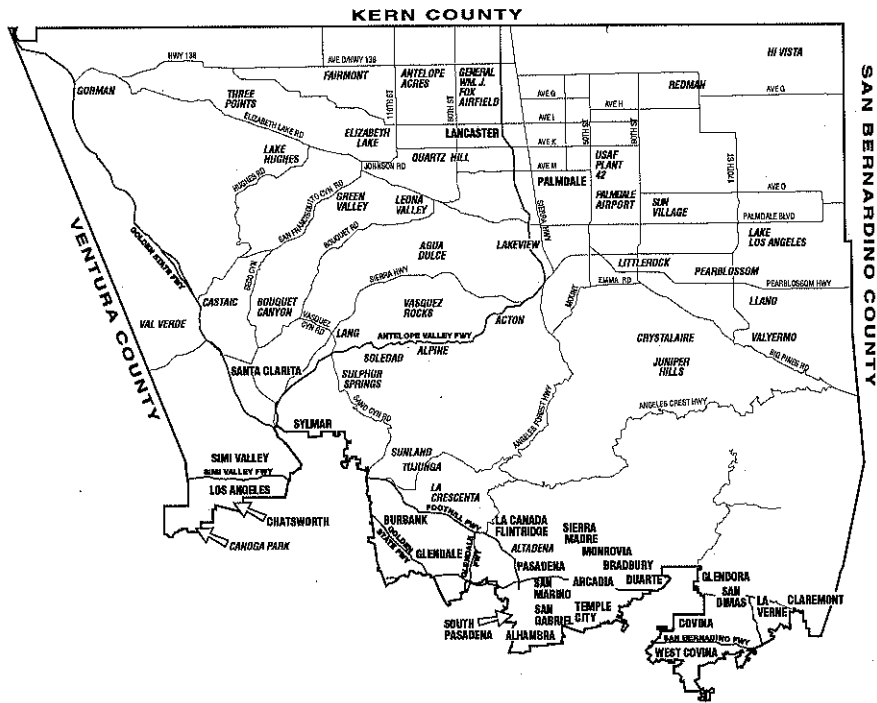 KERN COUNTY
HI VISTA
HWY 138
AVE D/HWY 138
FAIRMONT
ANTELOPE
ACRES
GENERAL
WM. J.
FOX
AIRFIELD
REDMAN
SAN BERNARDINO COUNTY
GORMAN
THREE
POINTS
110TH ST
60TH ST
AVE G
AVE G
AVE H
ELIZABETH LAKE RD
AVE I
ELIZABETH
LAKE
LANCASTER
50TH ST
90TH ST
AVE K
LAKE
HUGHES
QUARTZ HILL
USAF
PLANT
42
170TH ST
JOHNSON RD
AVE M
HUGHES RD
PALMDALE
AVE O
SAN FRANCISQUITO CYN RD
GREEN
VALLEY
LEONA
VALLEY
PALMDALE
AIRPORT
SUN
VILLAGE
SIERRA HWY
PALMDALE BLVD
VENTURA COUNTY
GOLDEN STATE FWY
BOUQUET RD
LAKEVIEW
LAKE
LOS ANGELES
AGUA
DULCE
LITTLEROCK
SIERRA HWY
PEARBLOSSOM
EMMA RD
PEARBLOSSOM HWY
MOUNT
CASTAIC
BOUQUET
CANYON
VASQUEZ
ROCKS
LLANO
VASQUEZ
CYN RD
VAL VERDE
LANG
ACTON
ANTELOPE VALLEY FWY
CRYSTALAIRE
VALYERMO
ALPINE
SOLEDAD
JUNIPER
HILLS
BIG PINES RD
SANTA CLARITA
SULPHUR
SPRINGS
SAND CYN RD
ANGELES FOREST HWY
ANGELES CREST HWY
SYLMAR
SIMI VALLEY
SUNLAND
TUJUNGA
SIMI VALLEY FWY
LOS ANGELES
LA
CRESCENTA
CHATSWORTH
FOOTHILL FWY
BURBANK
LA CANADA
FLINTRIDGE
SIERRA
MADRE
CANOGA PARK
GOLDEN
STATE FWY
GLENDALE
GLENDALE
FWY
ALTADENA
MONROVIA
PASADENA
BRADBURY
SAN
MARINO
ARCADIA
DUARTE
GLENDORA
SAN
DIMAS
LA
VERNE
CLAREMONT
SOUTH
PASADENA
SAN
GABRIEL
TEMPLE
CITY
COVINA
ALHAMBRA
SAN BERNADINO FWY
WEST COVINA